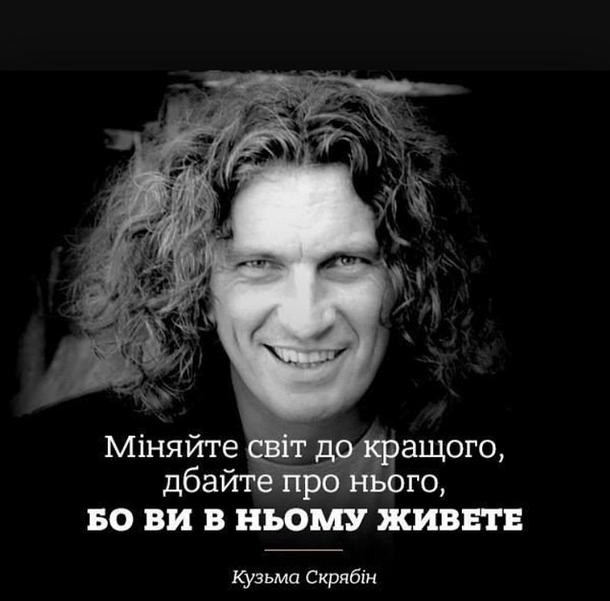 Міняйте світ до кращого,
дбайте про нього,
БО ВИ В НЬОМУ ЖИВЕТЕ
Кузьма Скрябін